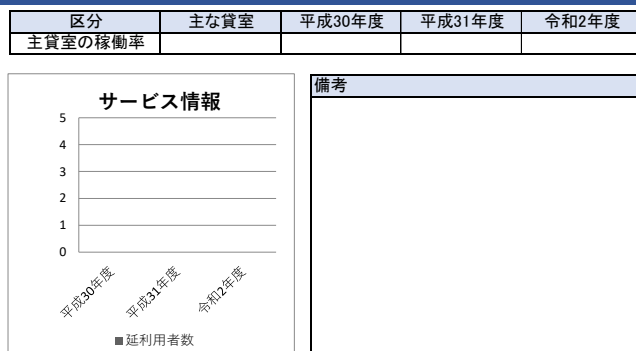 区分 主な貸室 平成30年度 平成31年度 令和2年度
主貸室の稼働率
サービス情報
5
4
3
2
1
0
平成30年度 平成31年度 令和2年度
■延利用者数
備考